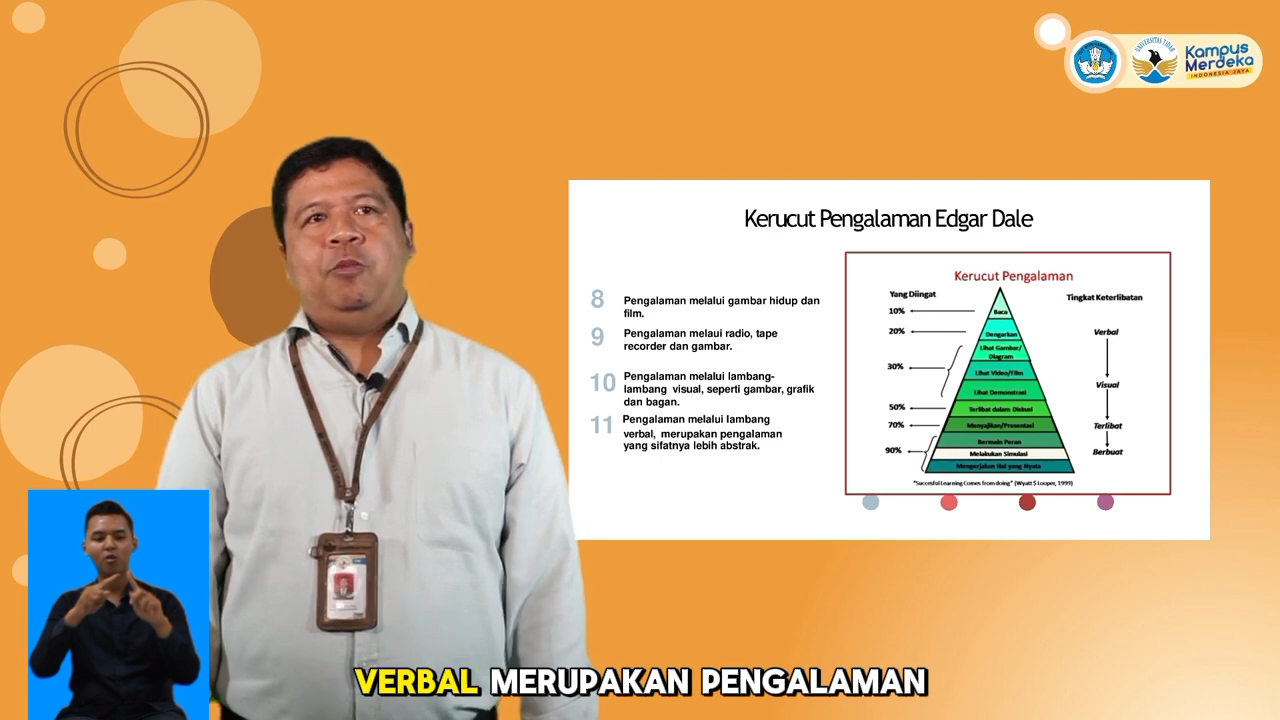 UNIVERSITAS TIDAR
Kampus
Merdeka
INDONESIA JAYA
Kerucut Pengalaman Edgar Dale
8 Pengalaman melalui gambar hidup dan
film.
9 Pengalaman melaui radio, tape
recorder dan gambar.
10 Pengalaman melalui lambang-
lambang visual, seperti gambar, grafik
dan bagan.
11 Pengalaman melalui lambang
verbal, merupakan pengalaman
yang sifatnya lebih abstrak.
Kerucut Pengalaman
Yang Diingat
Tingkat Keterlibatan
10%
Baca
20%
Dengarkan
Verbal
Lihat Gambar/
Diagram
30%
Lihat Video/Film
Visual
Lihat Demonstrasi
50%
Terlibat dalam Diskusi
70%
Menyajikan/Presentasi
Terlibat
Bermain Peran
90%
Melakukan Simulasi
Berbuat
Mengerjakan Hal yang Nyata
"Succesful Learning Comes from doing" (Wyatt S Looper, 1999)
VERBAL MERUPAKAN PENGALAMAN